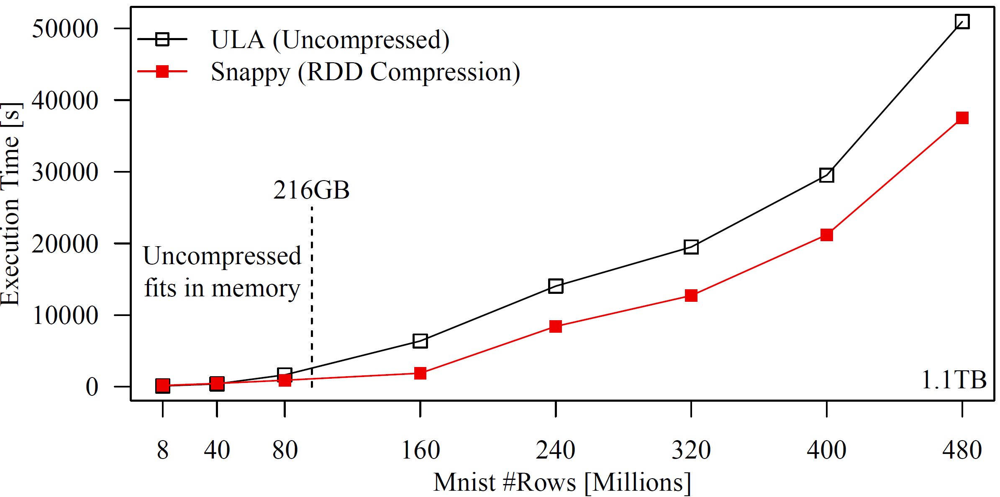 50000
40000
30000
20000
10000
0
Execution Time [s]
ULA (Uncompressed)
Snappy (RDD Compression)
216GB
Uncompressed
fits in memory
1.1TB
8 40 80 160 240 320 400 480
Mnist #Rows [Millions]